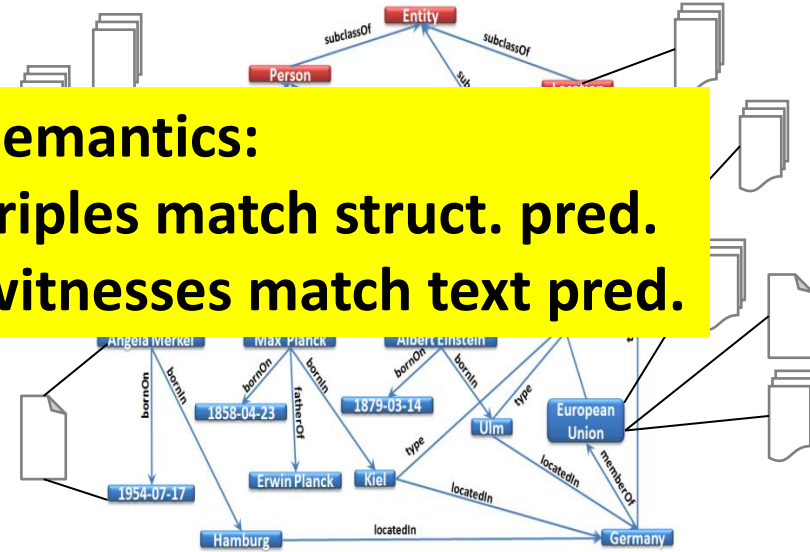 Entity
subclassOf
subclassOf
Person
sub
emantics:
riples match struct. pred.
witnesses match text pred.
Angela Merkel
Max Planck
Albert Einstein
bornOn
bornIn
bornOn
fatherOf
bornIn
bornOn
bornIn
type
type
1858-04-23
1879-03-14
Ulm
European
Union
Erwin Planck
Kiel
locatedIn
memberOf
1954-07-17
locatedIn
Hamburg
locatedIn
Germany